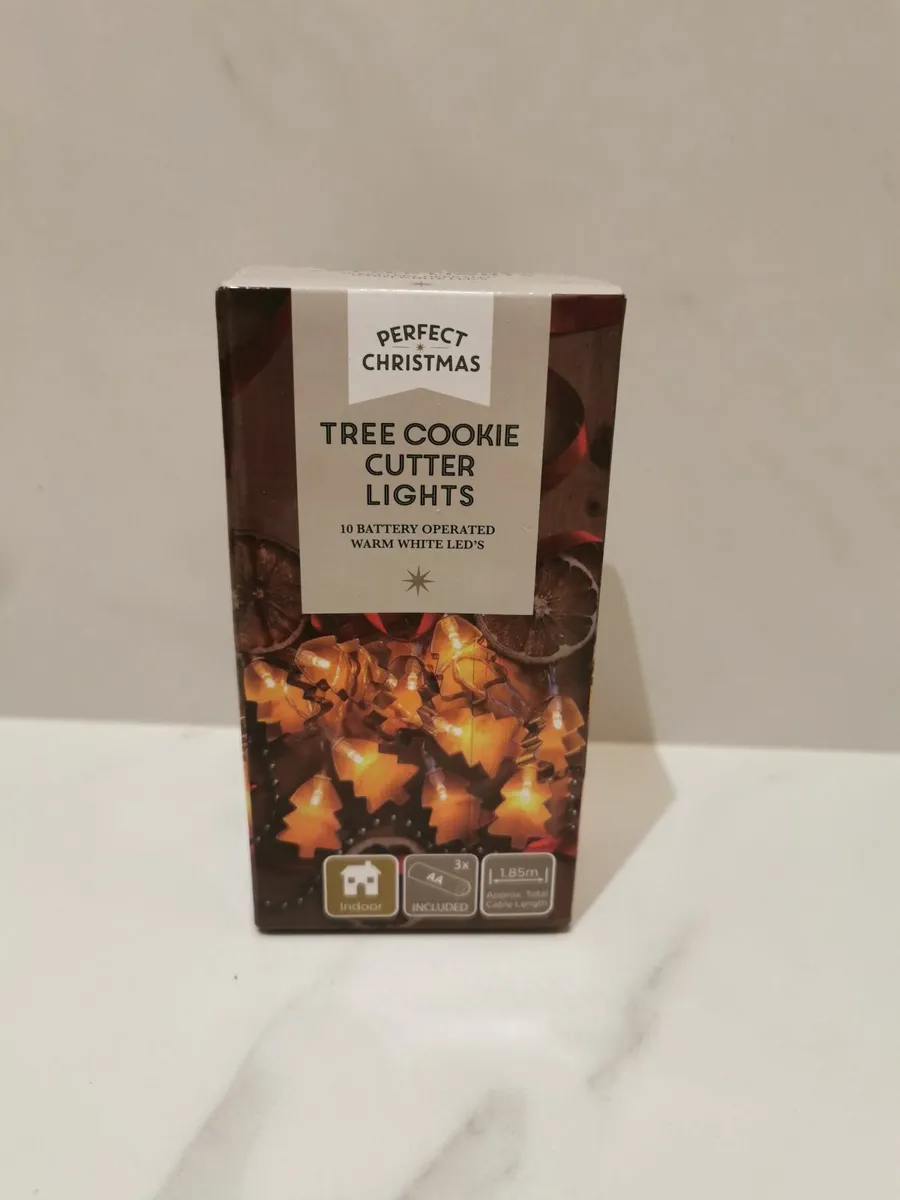 PERFECT
CHRISTMAS
TREE COOKIE
CUTTER
LIGHTS
10 BATTERY OPERATED
WARM WHITE LED'S
Indoor
3x
AA
INCLUDED
1.85m
Approx. Total
Cable Length